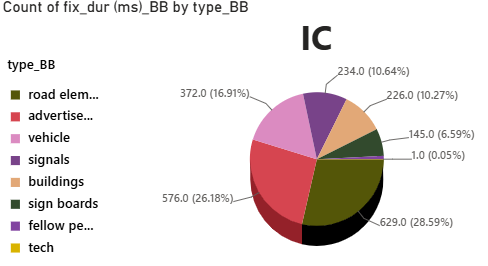 Count of fix_dur (ms)_BB by type_BB
IC
type_BB
road elem...
advertise...
vehicle
signals
buildings
sign boards
fellow pe...
tech
234.0 (10.64%)
226.0 (10.27%)
372.0 (16.91%)
145.0 (6.59%)
1.0 (0.05%)
576.0 (26.18%)
629.0 (28.59%)